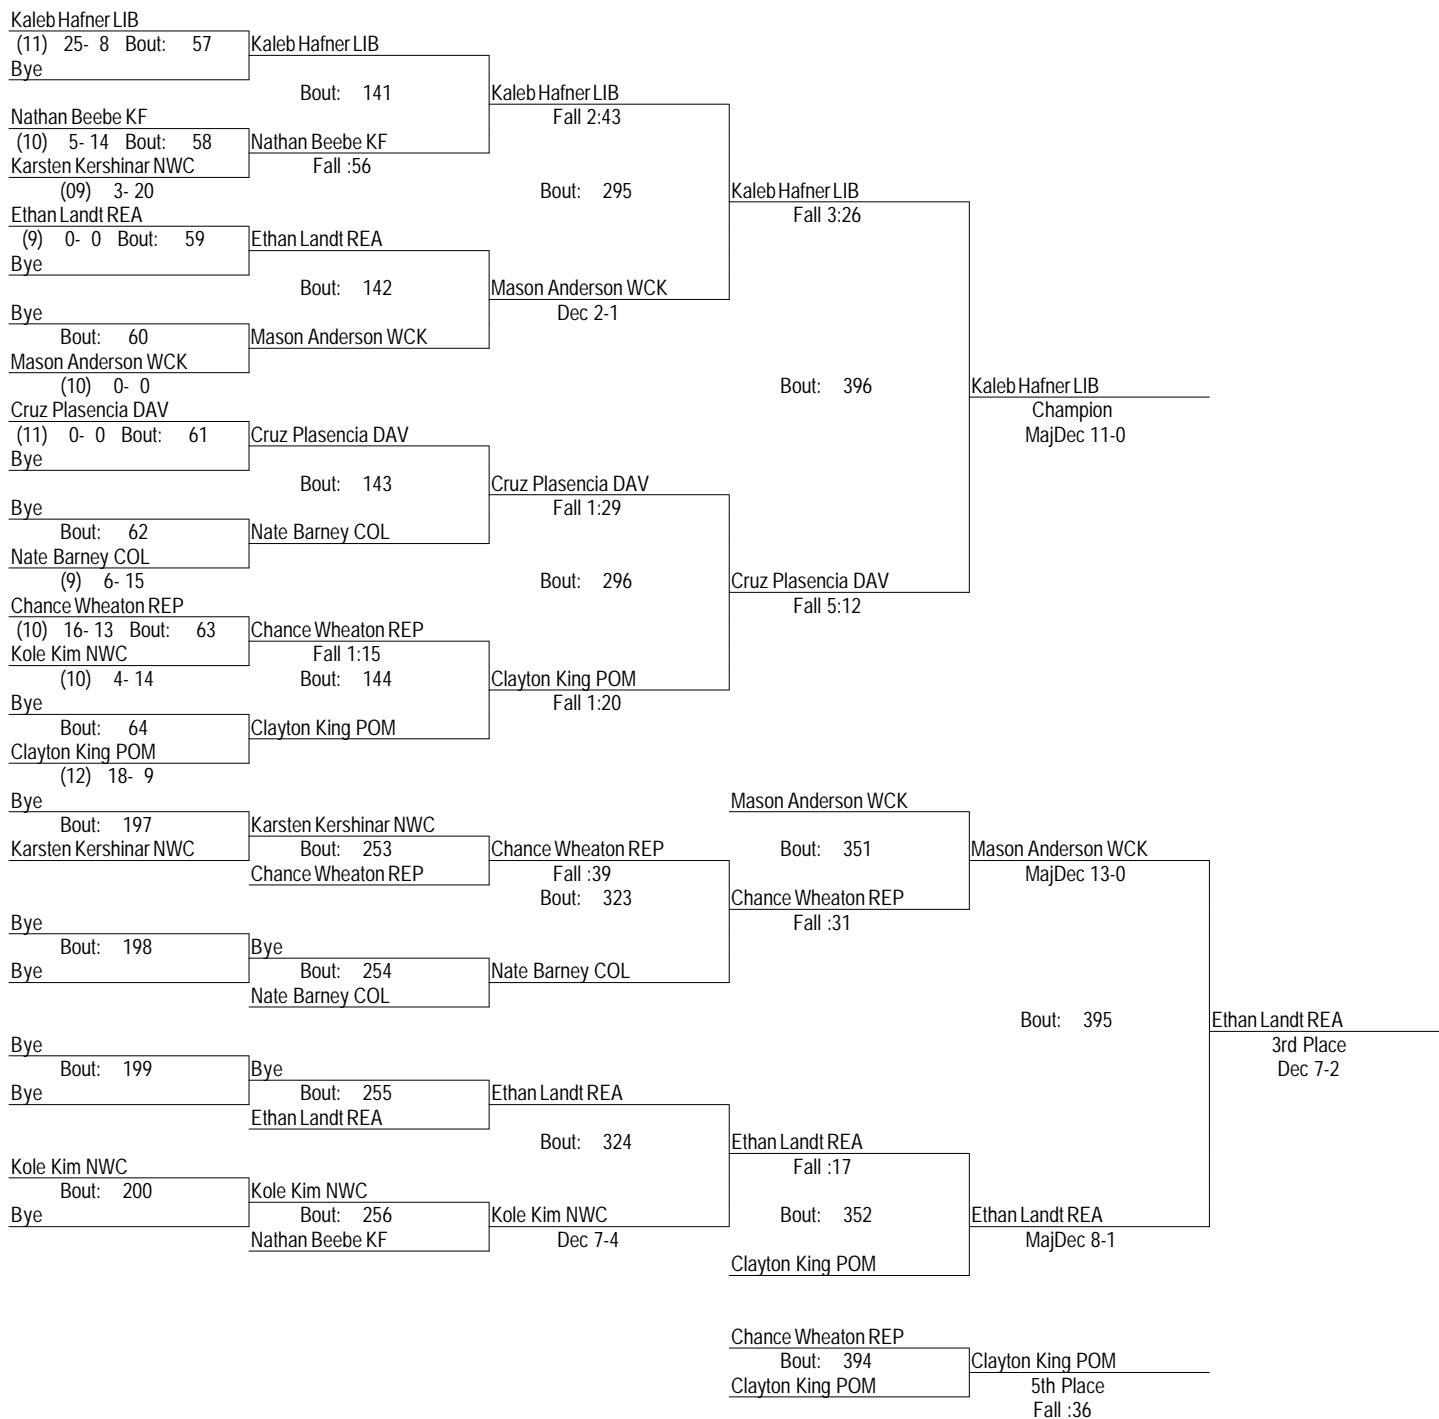 Kaleb Hafner LIB
(11) 25- 8 Bout: 57 Kaleb Hafner LIB
Bye
Bout: 141 Kaleb Hafner LIB
Nathan Beebe KF Fall 2:43
(10) 5- 14 Bout: 58 Nathan Beebe KF
Karsten Kershinar NWC Fall :56
(09) 3- 20 Bout: 295 Kaleb Hafner LIB
Ethan Landt REA Fall 3:26
(9) 0- 0 Bout: 59 Ethan Landt REA
Bye
Bout: 142 Mason Anderson WCK
Bye Dec 2-1
Bout: 60 Mason Anderson WCK
Mason Anderson WCK
(10) 0- 0 Bout: 396 Kaleb Hafner LIB
Cruz Plasencia DAV Champion
(11) 0- 0 Bout: 61 Cruz Plasencia DAV MajDec 11-0
Bye
Bout: 143 Cruz Plasencia DAV
Bye Fall 1:29
Bout: 62 Nate Barney COL
Nate Barney COL
(9) 6- 15 Bout: 296 Cruz Plasencia DAV
Chance Wheaton REP Fall 5:12
(10) 16- 13 Bout: 63 Chance Wheaton REP
Kole Kim NWC Fall 1:15
(10) 4- 14 Bout: 144 Clayton King POM
Bye Fall 1:20
Bout: 64 Clayton King POM
Clayton King POM
(12) 18- 9
Bye Mason Anderson WCK
Bout: 197 Karsten Kershinar NWC
Karsten Kershinar NWC Bout: 253 Chance Wheaton REP Bout: 351 Mason Anderson WCK
Chance Wheaton REP Fall :39 MajDec 13-0
Bout: 323 Chance Wheaton REP
Bye Fall :31
Bout: 198 Bye
Bye Bout: 254 Nate Barney COL
Nate Barney COL
Bout: 395 Ethan Landt REA
Bye 3rd Place
Bout: 199 Bye Dec 7-2
Bye Bout: 255 Ethan Landt REA
Ethan Landt REA
Bout: 324 Ethan Landt REA
Kole Kim NWC Fall :17
Bout: 200 Kole Kim NWC
Bye Bout: 256 Kole Kim NWC Bout: 352 Ethan Landt REA
Nathan Beebe KF Dec 7-4 MajDec 8-1
Clayton King POM
Chance Wheaton REP
Bout: 394 Clayton King POM
Clayton King POM 5th Place
Fall :36